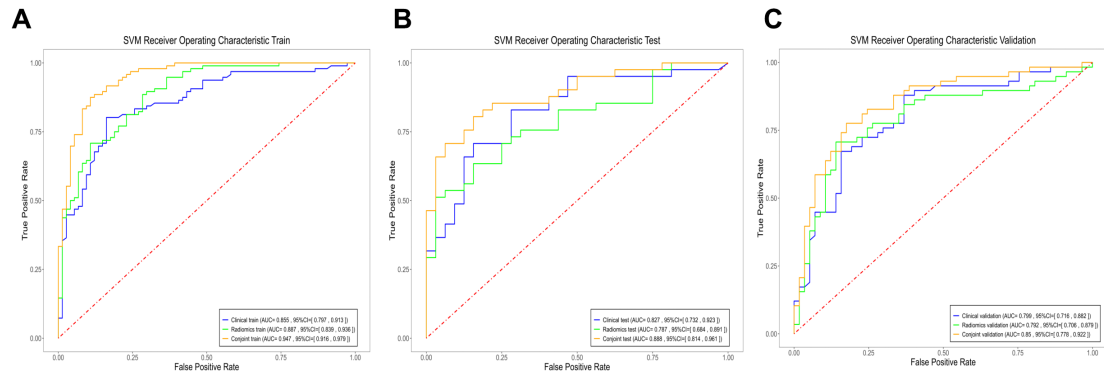 A
SVM Receiver Operating Characteristic Train
1.00
0.75
0.50
0.25
0.00
True Positive Rate
0.00 0.25 0.50 0.75 1.00
False Positive Rate
Clinical train (AUC= 0.855 , 95%CI=[ 0.797 , 0.913 ])
Radiomics train (AUC= 0.887 , 95%CI=[ 0.839 , 0.936 ])
Conjoint train (AUC= 0.947 , 95%CI=[ 0.916 , 0.979 ])
B
SVM Receiver Operating Characteristic Test
1.00
0.75
0.50
0.25
0.00
True Positive Rate
0.00 0.25 0.50 0.75 1.00
False Positive Rate
Clinical test (AUC= 0.827 , 95%CI=[ 0.732 , 0.923 ])
Radiomics test (AUC= 0.787 , 95%CI=[ 0.684 , 0.891 ])
Conjoint test (AUC= 0.888 , 95%CI=[ 0.814 , 0.961 ])
C
SVM Receiver Operating Characteristic Validation
1.00
0.75
0.50
0.25
0.00
True Positive Rate
0.00 0.25 0.50 0.75 1.00
False Positive Rate
Clinical validation (AUC= 0.799 , 95%CI=[ 0.716 , 0.882 ])
Radiomics validation (AUC= 0.792 , 95%CI=[ 0.706 , 0.879 ])
Conjoint validation (AUC= 0.85 , 95%CI=[ 0.778 , 0.922 ])